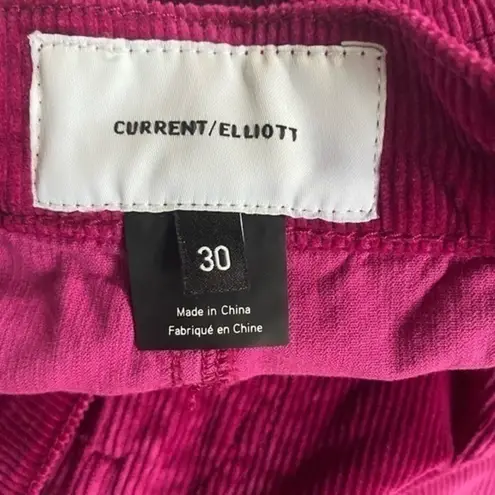 CURRENT/ELLIOTT
30
Made in China
Fabriqué en Chine